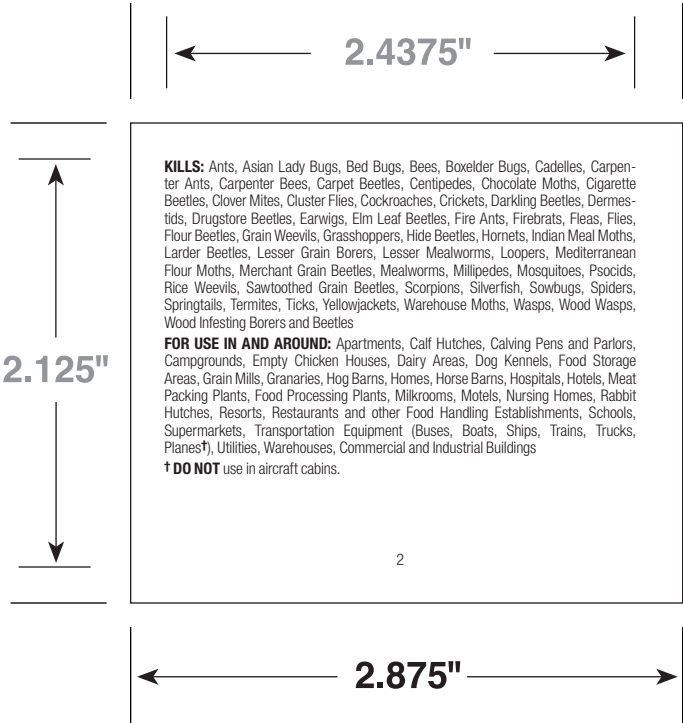 2.4375"
KILLS: Ants, Asian Lady Bugs, Bed Bugs, Bees, Boxelder Bugs, Cadelles, Carpen-
ter Ants, Carpenter Bees, Carpet Beetles, Centipedes, Chocolate Moths, Cigarette
Beetles, Clover Mites, Cluster Flies, Cockroaches, Crickets, Darkling Beetles, Dermes-
tids, Drugstore Beetles, Earwigs, Elm Leaf Beetles, Fire Ants, Firebrats, Fleas, Flies,
Flour Beetles, Grain Weevils, Grasshoppers, Hide Beetles, Hornets, Indian Meal Moths,
Larder Beetles, Lesser Grain Borers, Lesser Mealworms, Loopers, Mediterranean
Flour Moths, Merchant Grain Beetles, Mealworms, Millipedes, Mosquitoes, Psocids,
Rice Weevils, Sawtoothed Grain Beetles, Scorpions, Silverfish, Sowbugs, Spiders,
Springtails, Termites, Ticks, Yellowjackets, Warehouse Moths, Wasps, Wood Wasps,
Wood Infesting Borers and Beetles
FOR USE IN AND AROUND: Apartments, Calf Hutches, Calving Pens and Parlors,
Campgrounds, Empty Chicken Houses, Dairy Areas, Dog Kennels, Food Storage
Areas, Grain Mills, Granaries, Hog Barns, Homes, Horse Barns, Hospitals, Hotels, Meat
Packing Plants, Food Processing Plants, Milkrooms, Motels, Nursing Homes, Rabbit
Hutches, Resorts, Restaurants and other Food Handling Establishments, Schools,
Supermarkets, Transportation Equipment (Buses, Boats, Ships, Trains, Trucks,
Planes†), Utilities, Warehouses, Commercial and Industrial Buildings
† DO NOT use in aircraft cabins.
2.125"
2
2.875"